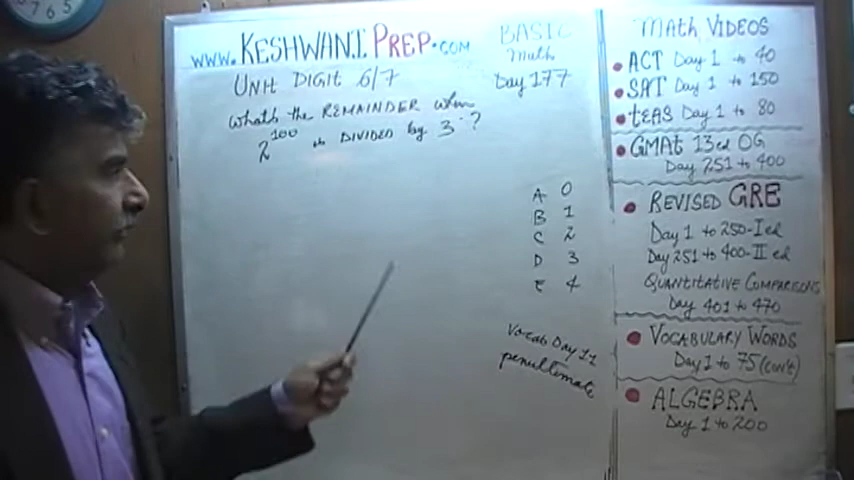 7 6 5
www.KESHWANI PREP.com
BASIC
Math
Day 177
UNIT DIGIT 6/7
What's the REMAINDER when
2^100 is DIVIDED by 3?
A 0
B 1
C 2
D 3
E 4
Vocab Day 11
penultimate
Math VIDEOS
ACT Day 1 to 40
SAT Day 1 to 150
tEAS Day 1 to 80
GMAt 13ed OG
Day 251 to 400
REVISED GRE
Day 1 to 250-I ed
Day 251 to 400-II ed
QUANTITATIVE COMPARISONS
Day 401 to 470
VOCABULARY WORDS
Day 1 to 75 (con't)
ALGEBRA
Day 1 to 200